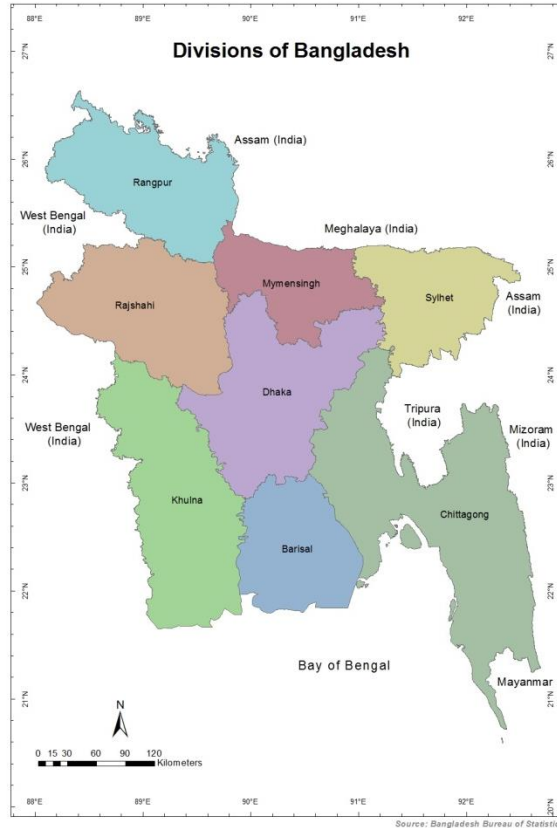 88°E 89°E 90°E 91°E 92°E
Divisions of Bangladesh
27°N 27°N
Assam (India)
26°N 26°N
Rangpur
West Bengal
(India)
Meghalaya (India)
25°N 25°N
Mymensingh
Rajshahi
Sylhet
Assam
(India)
24°N 24°N
Dhaka
West Bengal
(India)
Tripura
(India)
Mizoram
(India)
23°N 23°N
Khulna
Chittagong
Barisal
22°N 22°N
Bay of Bengal
Mayanmar
21°N 21°N
N
0 15 30 60 90 120
Kilometers
20°N
88°E 89°E 90°E 91°E 92°E
Source: Bangladesh Bureau of Statistic